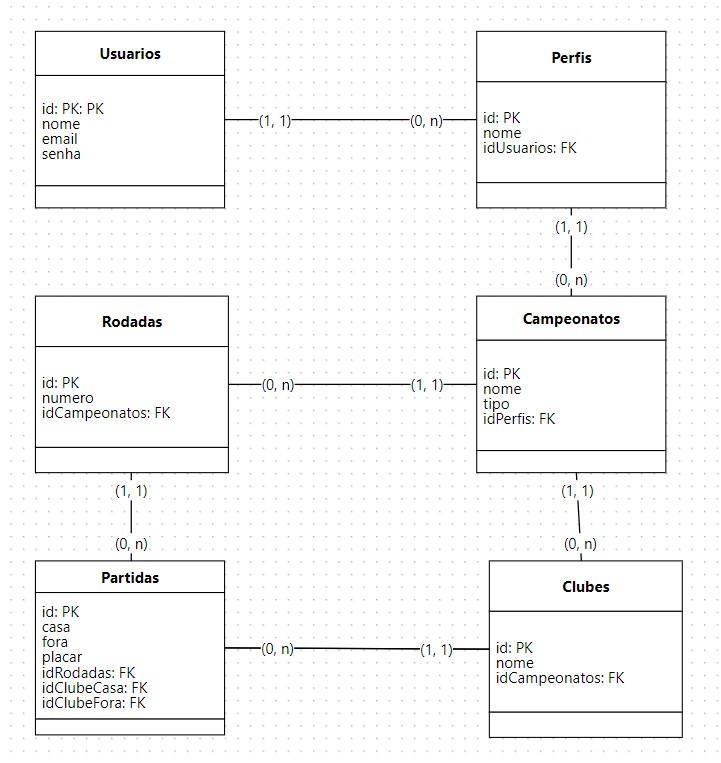 Usuarios
id: PK: PK
nome
email
senha
(1, 1)
(0, n)
Perfis
id: PK
nome
idUsuarios: FK
(1, 1)
(0, n)
Rodadas
id: PK
numero
idCampeonatos: FK
(0, n)
(1, 1)
Campeonatos
id: PK
nome
tipo
idPerfis: FK
(1, 1)
(0, n)
(1, 1)
(0, n)
Partidas
id: PK
casa
fora
placar
idRodadas: FK
idClubeCasa: FK
idClubeFora: FK
(0, n)
(1, 1)
Clubes
id: PK
nome
idCampeonatos: FK